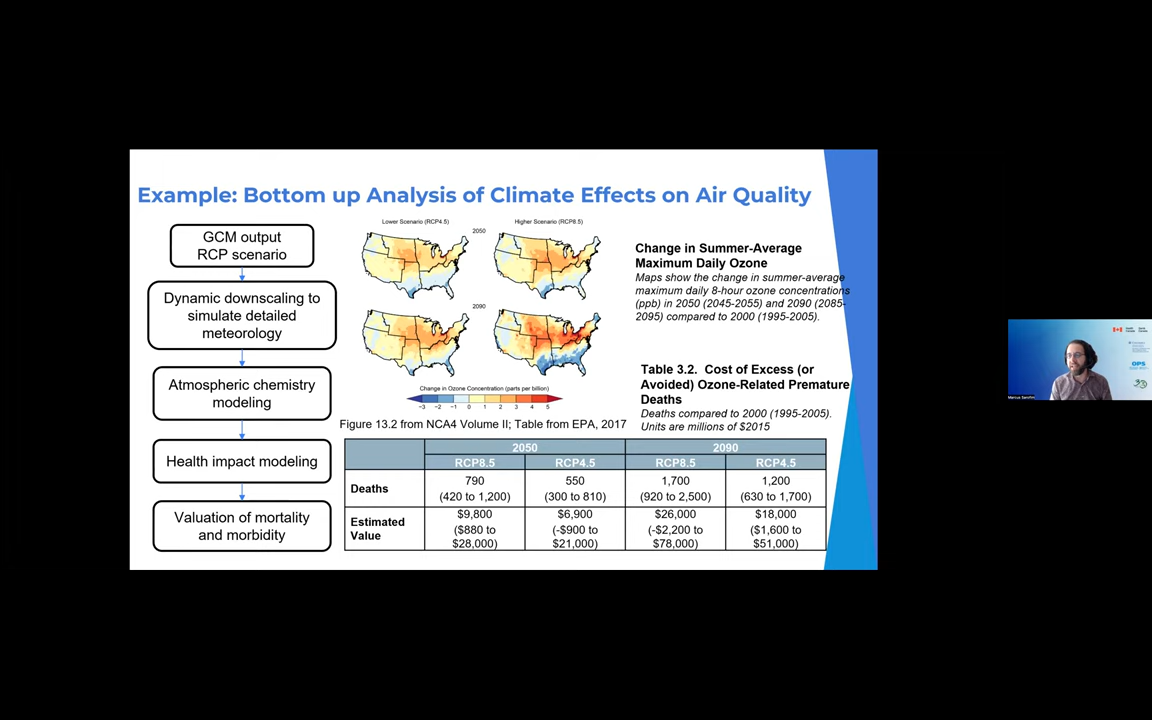 Example: Bottom up Analysis of Climate Effects on Air Quality
GCM output
RCP scenario
Dynamic downscaling to
simulate detailed
meteorology
Atmospheric chemistry
modeling
Health impact modeling
Valuation of mortality
and morbidity
Lower Scenario (RCP4.5)
Higher Scenario (RCP8.5)
2050
2090
Change in Ozone Concentration (parts per billion)
−3 −2 −1 0 1 2 3 4 5
Figure 13.2 from NCA4 Volume II; Table from EPA, 2017
Change in Summer-Average
Maximum Daily Ozone
Maps show the change in summer-average
maximum daily 8-hour ozone concentrations
(ppb) in 2050 (2045-2055) and 2090 (2085-
2095) compared to 2000 (1995-2005).
Table 3.2. Cost of Excess (or
Avoided) Ozone-Related Premature
Deaths
Deaths compared to 2000 (1995-2005).
Units are millions of $2015
2050 2090
RCP8.5 RCP4.5 RCP8.5 RCP4.5
Deaths
790 550 1,700 1,200
(420 to 1,200) (300 to 810) (920 to 2,500) (630 to 1,700)
Estimated
Value
$9,800 $6,900 $26,000 $18,000
($880 to (-$900 to (-$2,200 to ($1,600 to
$28,000) $21,000) $78,000) $51,000)
OPS